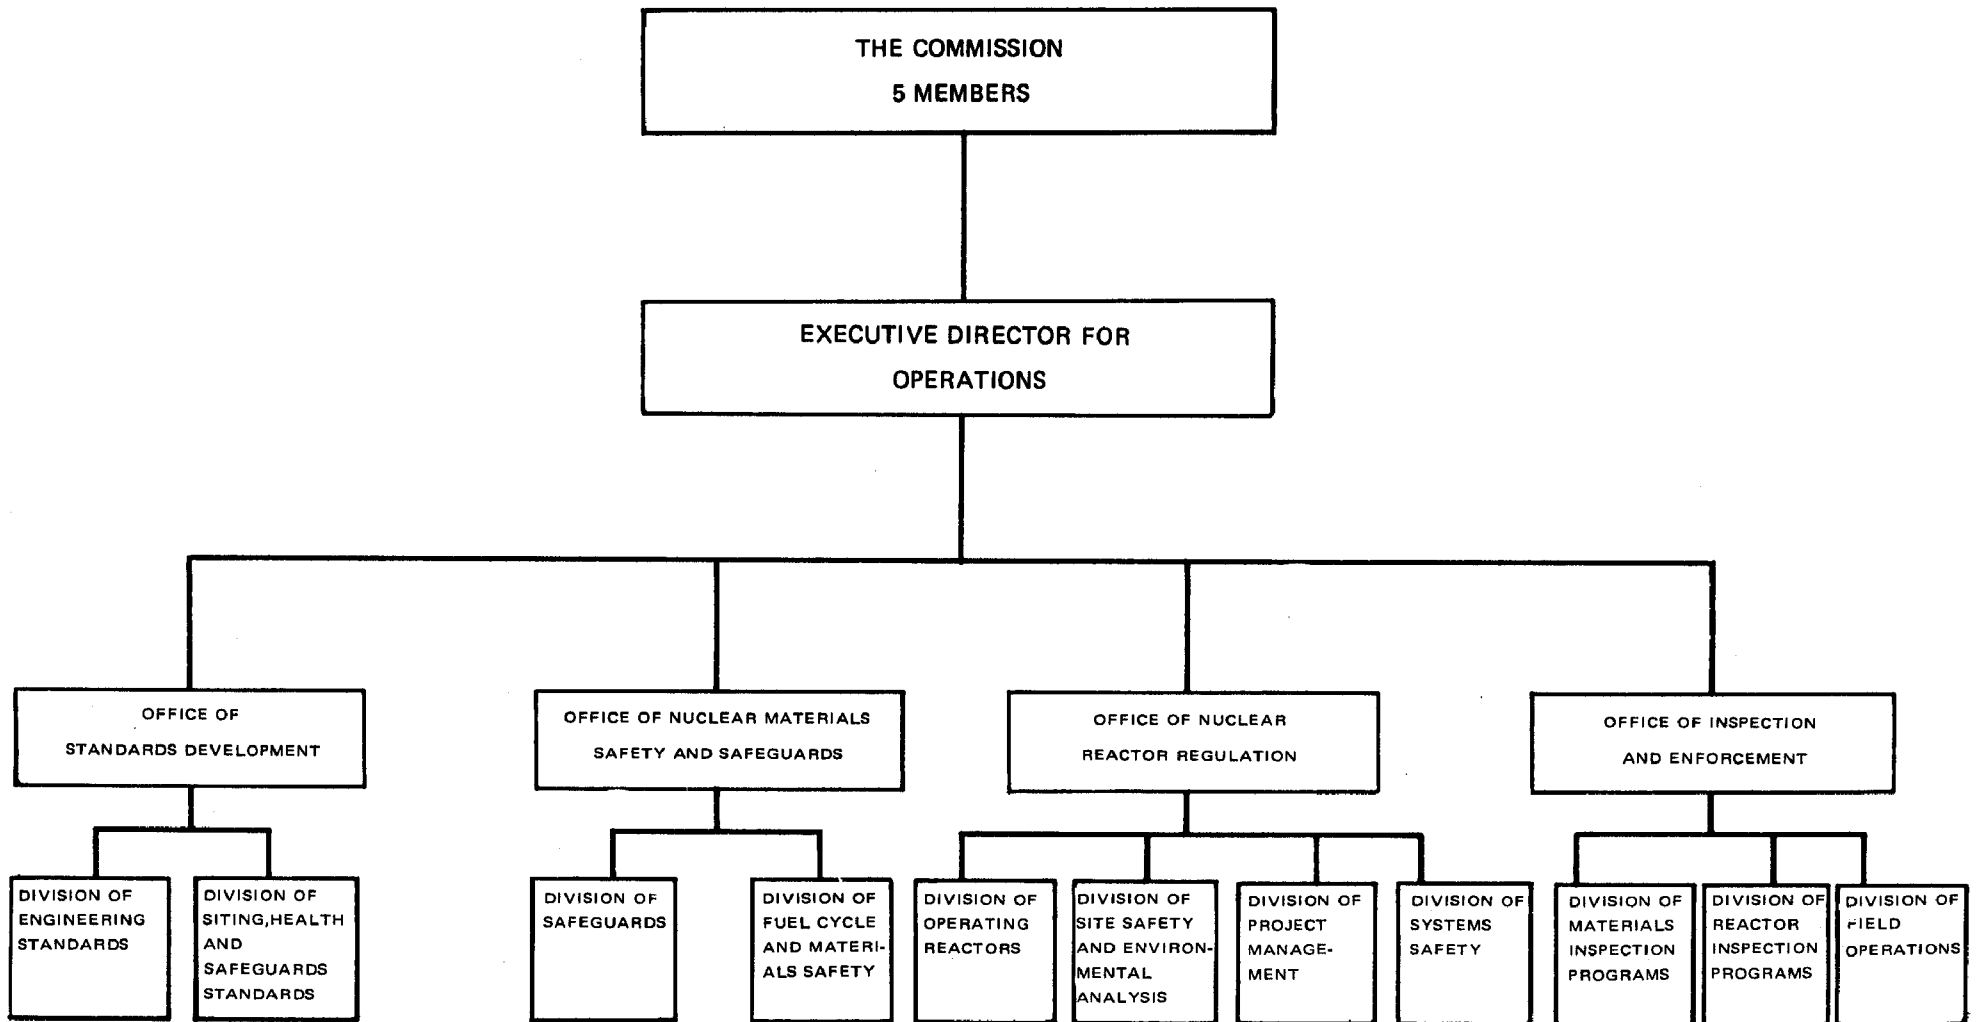 THE COMMISSION
5 MEMBERS
EXECUTIVE DIRECTOR FOR
OPERATIONS
OFFICE OF
STANDARDS DEVELOPMENT
OFFICE OF NUCLEAR MATERIALS
SAFETY AND SAFEGUARDS
OFFICE OF NUCLEAR
REACTOR REGULATION
OFFICE OF INSPECTION
AND ENFORCEMENT
DIVISION OF
ENGINEERING
STANDARDS
DIVISION OF
SITING,HEALTH
AND
SAFEGUARDS
STANDARDS
DIVISION OF
SAFEGUARDS
DIVISION OF
FUEL CYCLE
AND MATERI-
ALS SAFETY
DIVISION OF
OPERATING
REACTORS
DIVISION OF
SITE SAFETY
AND ENVIRON-
MENTAL
ANALYSIS
DIVISION OF
PROJECT
MANAGE-
MENT
DIVISION OF
SYSTEMS
SAFETY
DIVISION OF
MATERIALS
INSPECTION
PROGRAMS
DIVISION OF
REACTOR
INSPECTION
PROGRAMS
DIVISION OF
FIELD
OPERATIONS